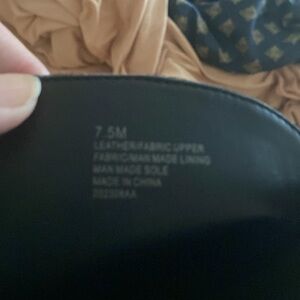 7.5M
LEATHER/FABRIC UPPER
FABRIC/MAN MADE LINING
MAN MADE SOLE
MADE IN CHINA